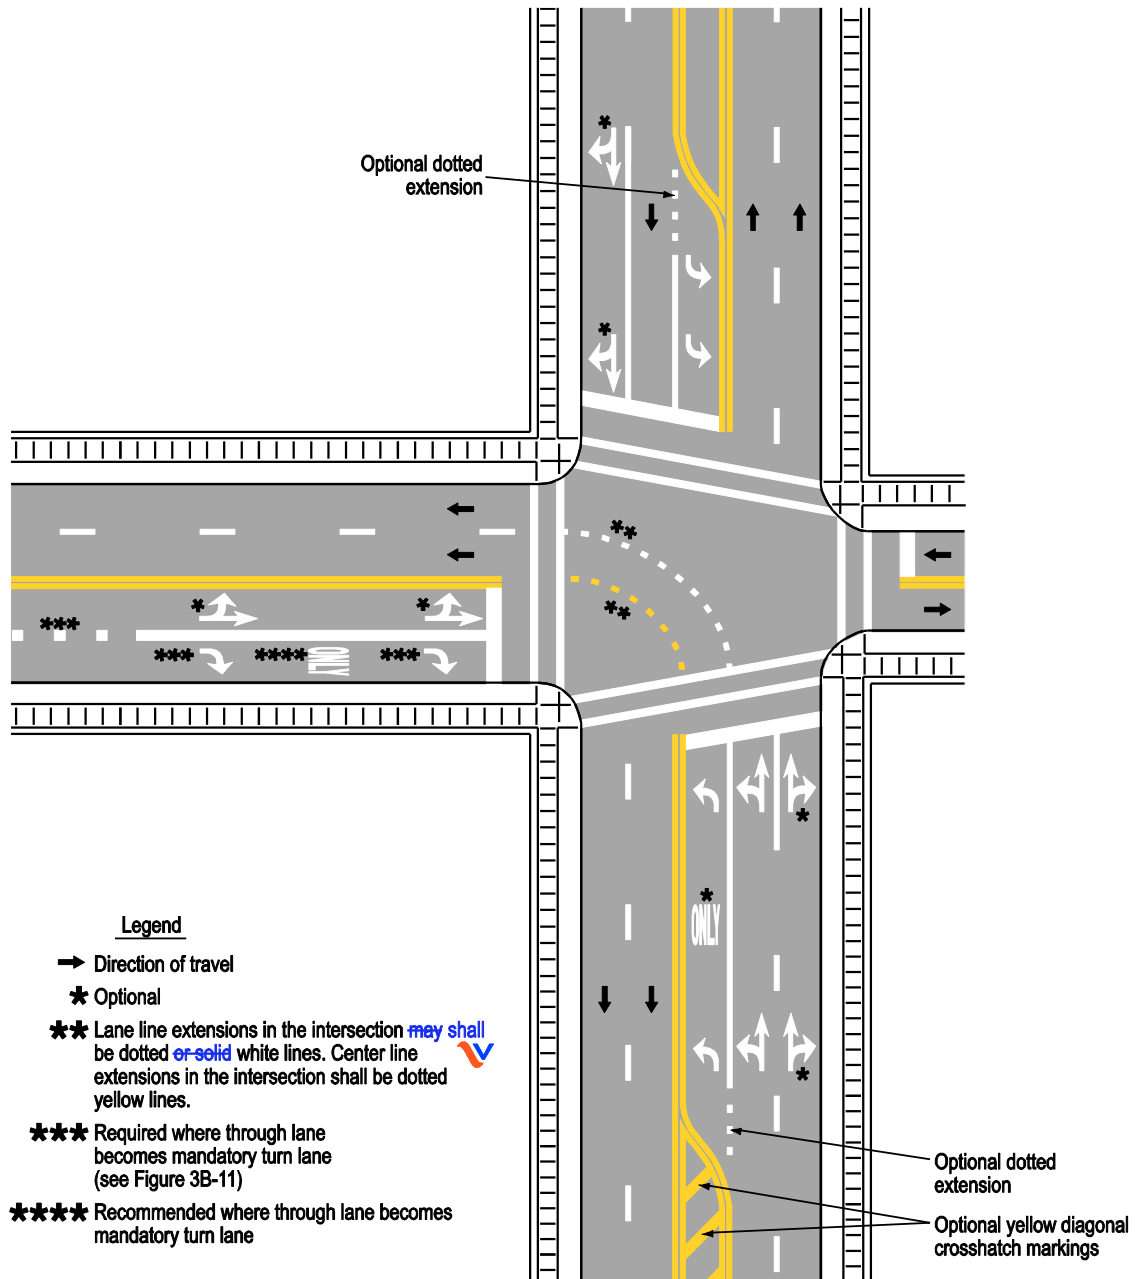 Optional dotted
extension
*
*
**
**
***
*
*
***
****
ONLY
***
*
*
ONLY
*
Legend
Direction of travel
* Optional
** Lane line extensions in the intersection may shall
be dotted or solid white lines. Center line
extensions in the intersection shall be dotted
yellow lines.
*** Required where through lane
becomes mandatory turn lane
(see Figure 3B-11)
**** Recommended where through lane becomes
mandatory turn lane
Optional dotted
extension
Optional yellow diagonal
crosshatch markings